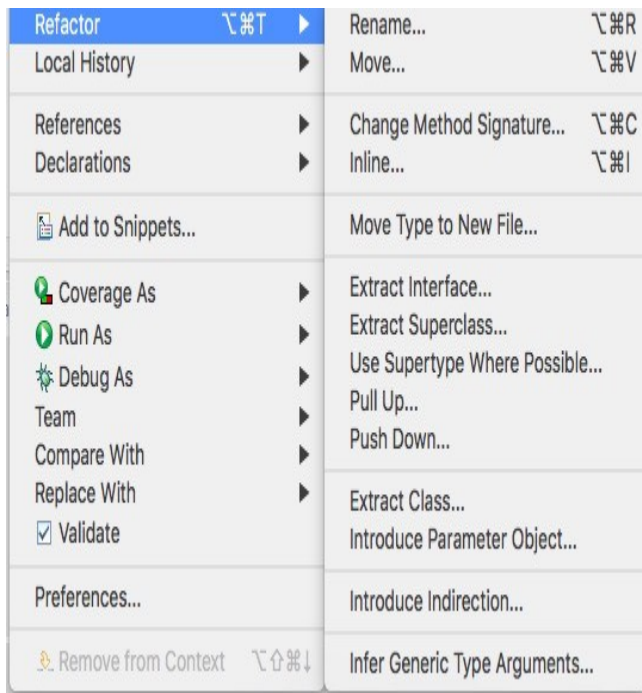 Refactor ⌥⌘T
Local History
References
Declarations
Add to Snippets...
Coverage As
Run As
Debug As
Team
Compare With
Replace With
Validate
Preferences...
Remove from Context ⌥⇧⌘↓
Rename... ⌥⌘R
Move... ⌥⌘V
Change Method Signature... ⌥⌘C
Inline... ⌥⌘I
Move Type to New File...
Extract Interface...
Extract Superclass...
Use Supertype Where Possible...
Pull Up...
Push Down...
Extract Class...
Introduce Parameter Object...
Introduce Indirection...
Infer Generic Type Arguments...